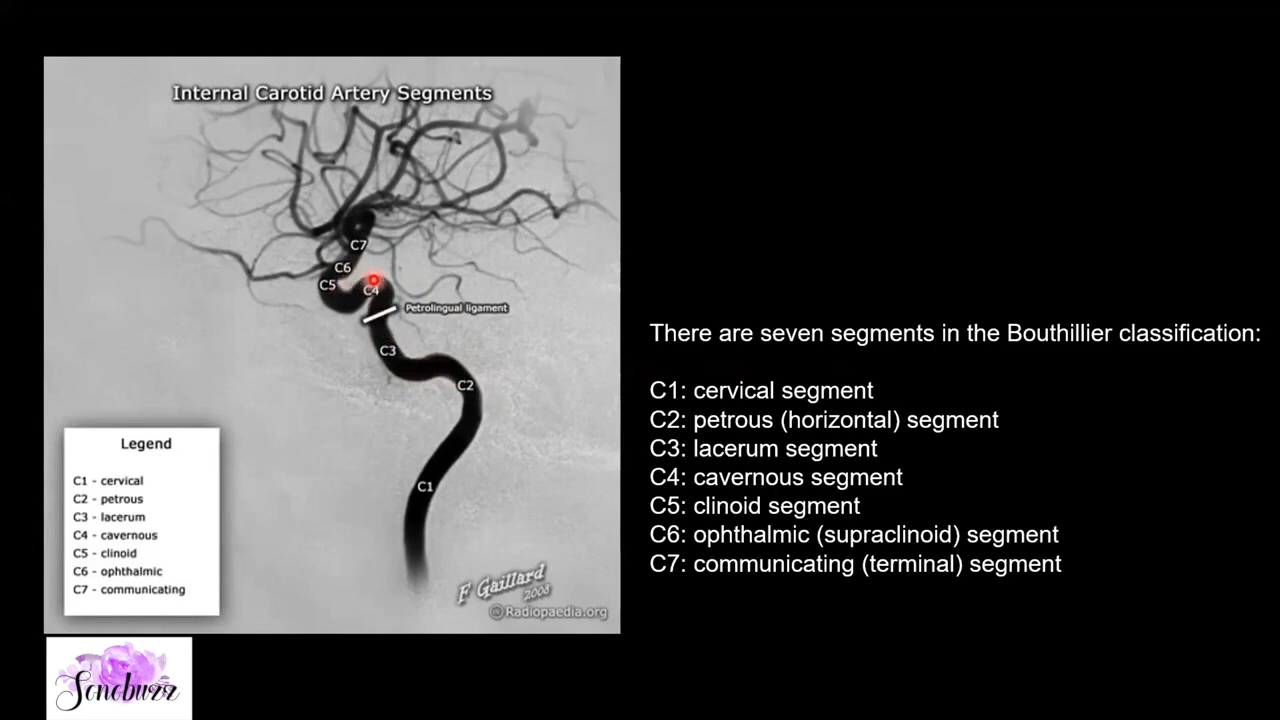 Internal Carotid Artery Segments
C7
C6
C5
C4
Petrolingual ligament
C3
C2
C1
Legend
C1 - cervical
C2 - petrous
C3 - lacerum
C4 - cavernous
C5 - clinoid
C6 - ophthalmic
C7 - communicating
F Gaillard
2008
Radiopaedia.org
There are seven segments in the Bouthillier classification:
C1: cervical segment
C2: petrous (horizontal) segment
C3: lacerum segment
C4: cavernous segment
C5: clinoid segment
C6: ophthalmic (supraclinoid) segment
C7: communicating (terminal) segment
Sonobuzz